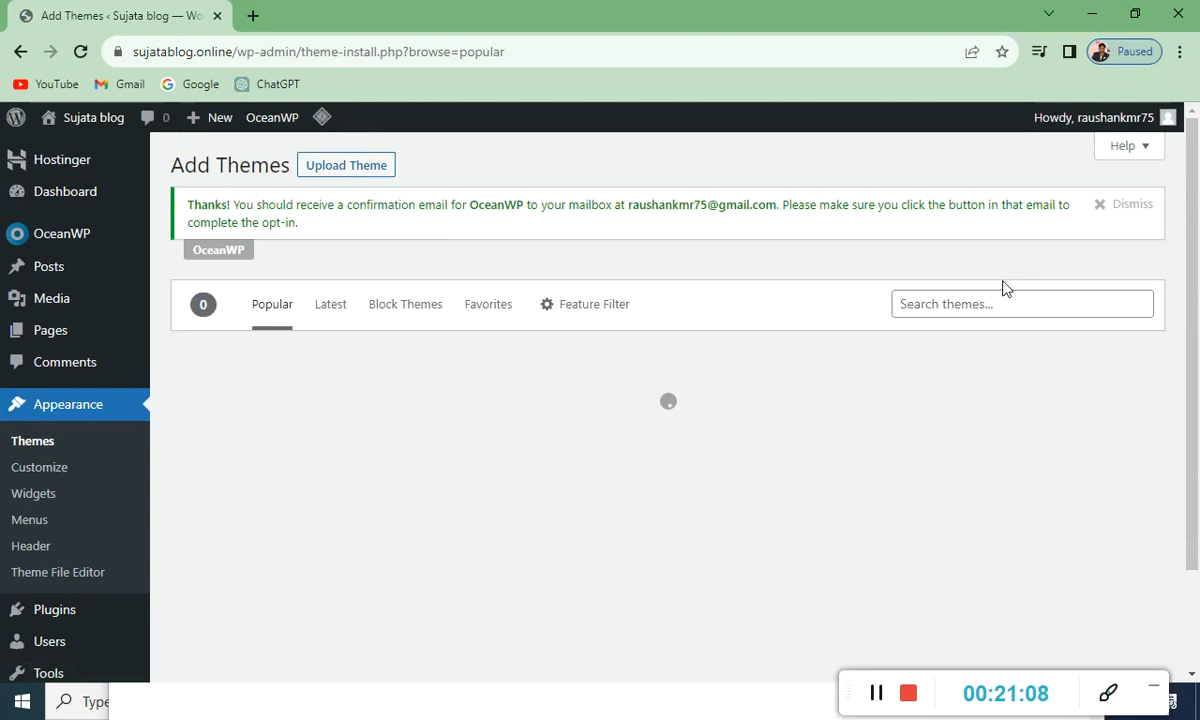 Add Themes ‹ Sujata blog — Wo
sujatablog.online/wp-admin/theme-install.php?browse=popular
Paused
YouTube
Gmail
Google
ChatGPT
Sujata blog
0
New
OceanWP
Howdy, raushankmr75
Hostinger
Dashboard
OceanWP
Posts
Media
Pages
Comments
Appearance
Themes
Customize
Widgets
Menus
Header
Theme File Editor
Plugins
Users
Tools
Help
Add Themes
Upload Theme
Thanks! You should receive a confirmation email for OceanWP to your mailbox at raushankmr75@gmail.com. Please make sure you click the button in that email to
complete the opt-in.
Dismiss
OceanWP
0
Popular
Latest
Block Themes
Favorites
Feature Filter
Search themes...
Type
00:21:08